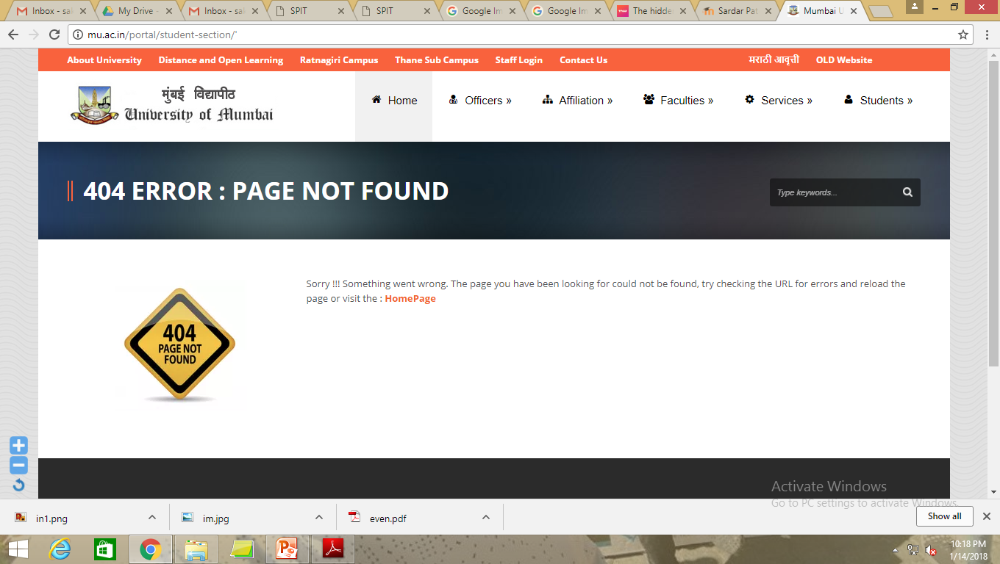 Inbox - sal
My Drive -
Inbox - sal
SPIT
SPIT
Google Im
Google Im
The hidde
Sardar Pat
Mumbai U
mu.ac.in/portal/student-section/'
About University
Distance and Open Learning
Ratnagiri Campus
Thane Sub Campus
Staff Login
Contact Us
मराठी आवृत्ती
OLD Website
मुंबई विद्यापीठ
University of Mumbai
Home
Officers »
Affiliation »
Faculties »
Services »
Students »
404 ERROR : PAGE NOT FOUND
Type keywords...
Sorry !!! Something went wrong. The page you have been looking for could not be found, try checking the URL for errors and reload the
page or visit the : HomePage
404
PAGE NOT
FOUND
Activate Windows
Go to PC settings to activate Windows.
in1.png
im.jpg
even.pdf
Show all
10:18 PM
1/14/2018